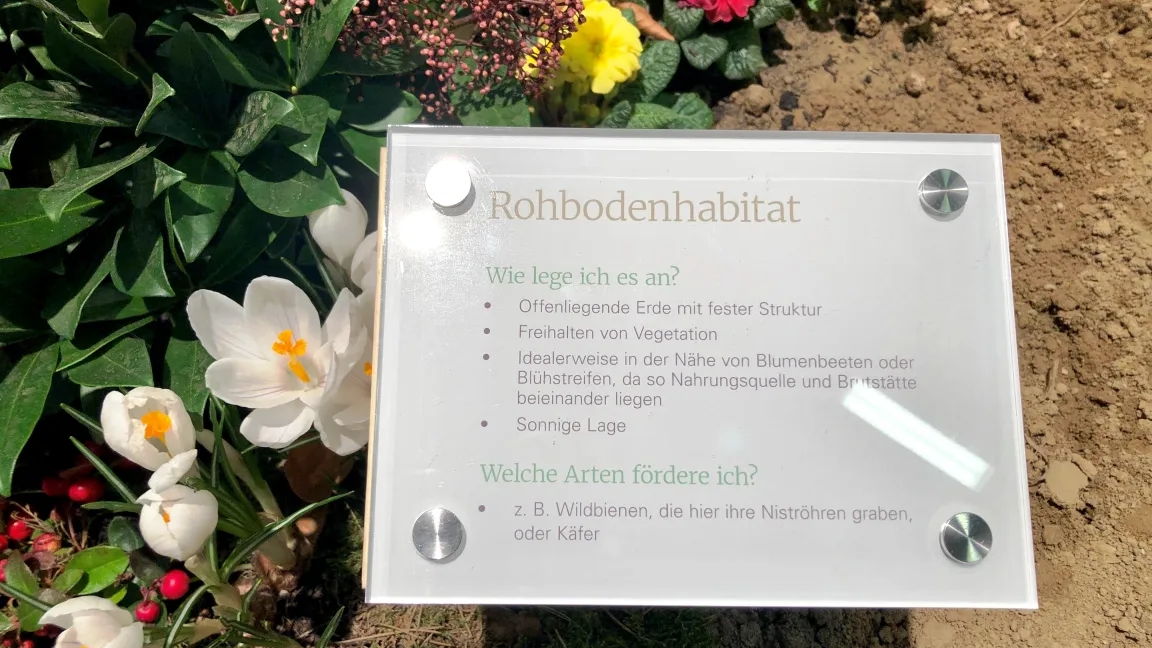 Rohbodenhabitat
Wie lege ich es an?
• Offenliegende Erde mit fester Struktur
• Freihalten von Vegetation
• Idealerweise in der Nähe von Blumenbeeten oder
Blühstreifen, da so Nahrungsquelle und Brutstätte
beieinander liegen
• Sonnige Lage
Welche Arten fördere ich?
• z. B. Wildbienen, die hier ihre Niströhren graben,
oder Käfer